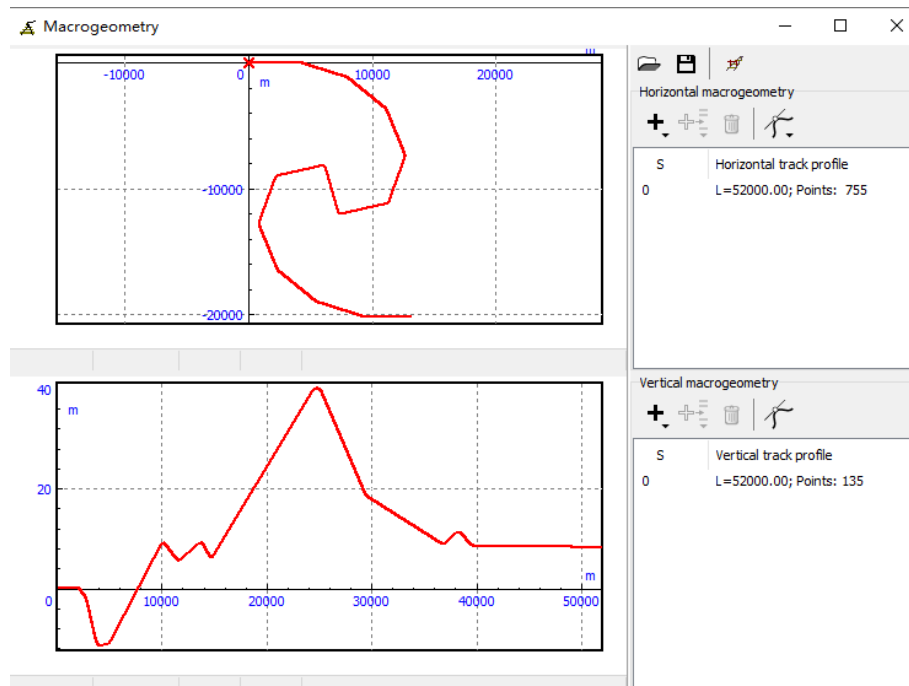 Macrogeometry
m
-10000 0 10000 20000
m
-10000
-20000
Horizontal macrogeometry
S Horizontal track profile
0 L=52000.00; Points: 755
40
m
20
m
0 10000 20000 30000 40000 50000
Vertical macrogeometry
S Vertical track profile
0 L=52000.00; Points: 135